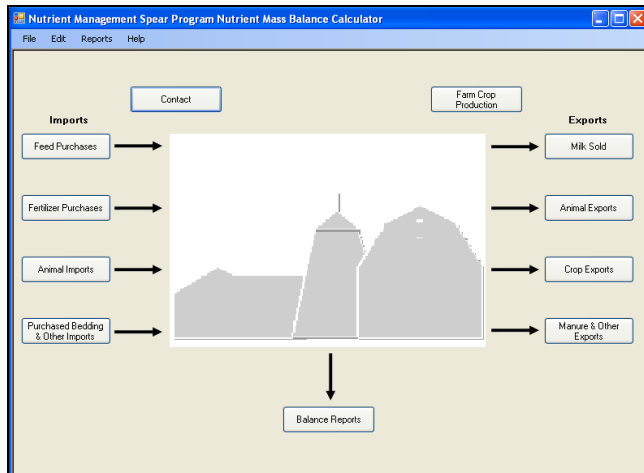 Nutrient Management Spear Program Nutrient Mass Balance Calculator
File Edit Reports Help
Contact
Farm Crop
Production
Imports
Exports
Feed Purchases
Milk Sold
Fertilizer Purchases
Animal Exports
Animal Imports
Crop Exports
Purchased Bedding
& Other Imports
Manure & Other
Exports
Balance Reports